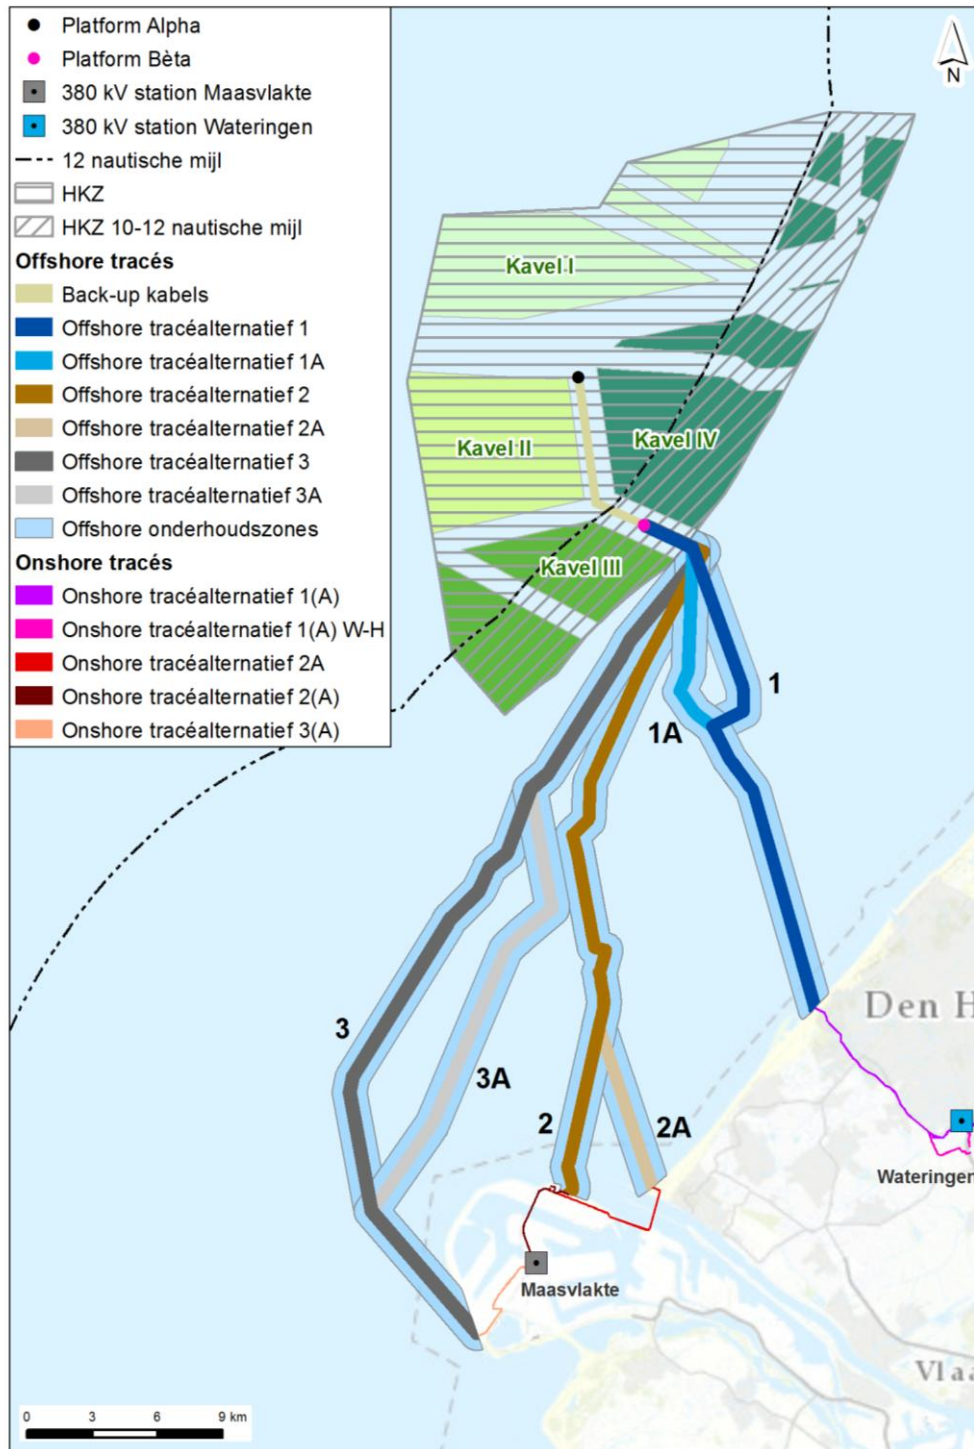 Platform Alpha
Platform Bèta
380 kV station Maasvlakte
380 kV station Wateringen
12 nautische mijl
HKZ
HKZ 10-12 nautische mijl
Offshore tracés
Back-up kabels
Offshore tracéalternatief 1
Offshore tracéalternatief 1A
Offshore tracéalternatief 2
Offshore tracéalternatief 2A
Offshore tracéalternatief 3
Offshore tracéalternatief 3A
Offshore onderhoudszones
Onshore tracés
Onshore tracéalternatief 1(A)
Onshore tracéalternatief 1(A) W-H
Onshore tracéalternatief 2A
Onshore tracéalternatief 2(A)
Onshore tracéalternatief 3(A)
N
Kavel I
Kavel II
Kavel IV
Kavel III
1
1A
3
3A
2
2A
Den H
Wateringen
Maasvlakte
Vlaa
0 3 6 9 km